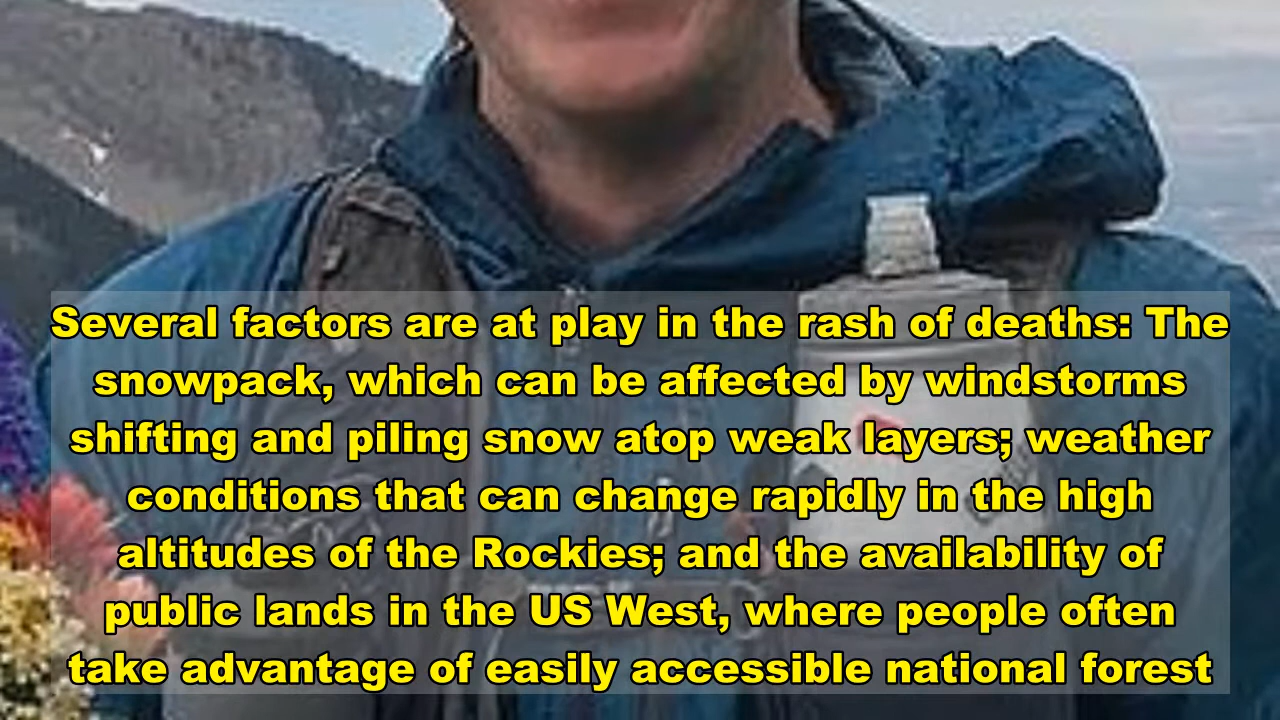 Several factors are at play in the rash of deaths: The
snowpack, which can be affected by windstorms
shifting and piling snow atop weak layers; weather
conditions that can change rapidly in the high
altitudes of the Rockies; and the availability of
public lands in the US West, where people often
take advantage of easily accessible national forest